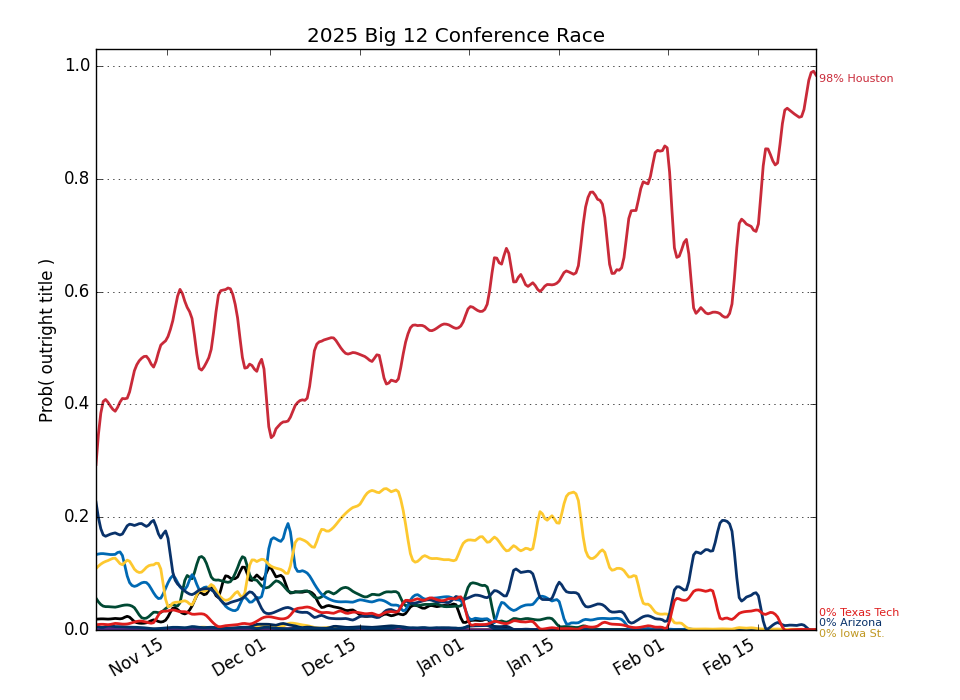 2025 Big 12 Conference Race
1.0
0.8
0.6
0.4
0.2
0.0
Prob( outright title )
98% Houston
0% Texas Tech
0% Arizona
0% Iowa St.
Nov 15
Dec 01
Dec 15
Jan 01
Jan 15
Feb 01
Feb 15